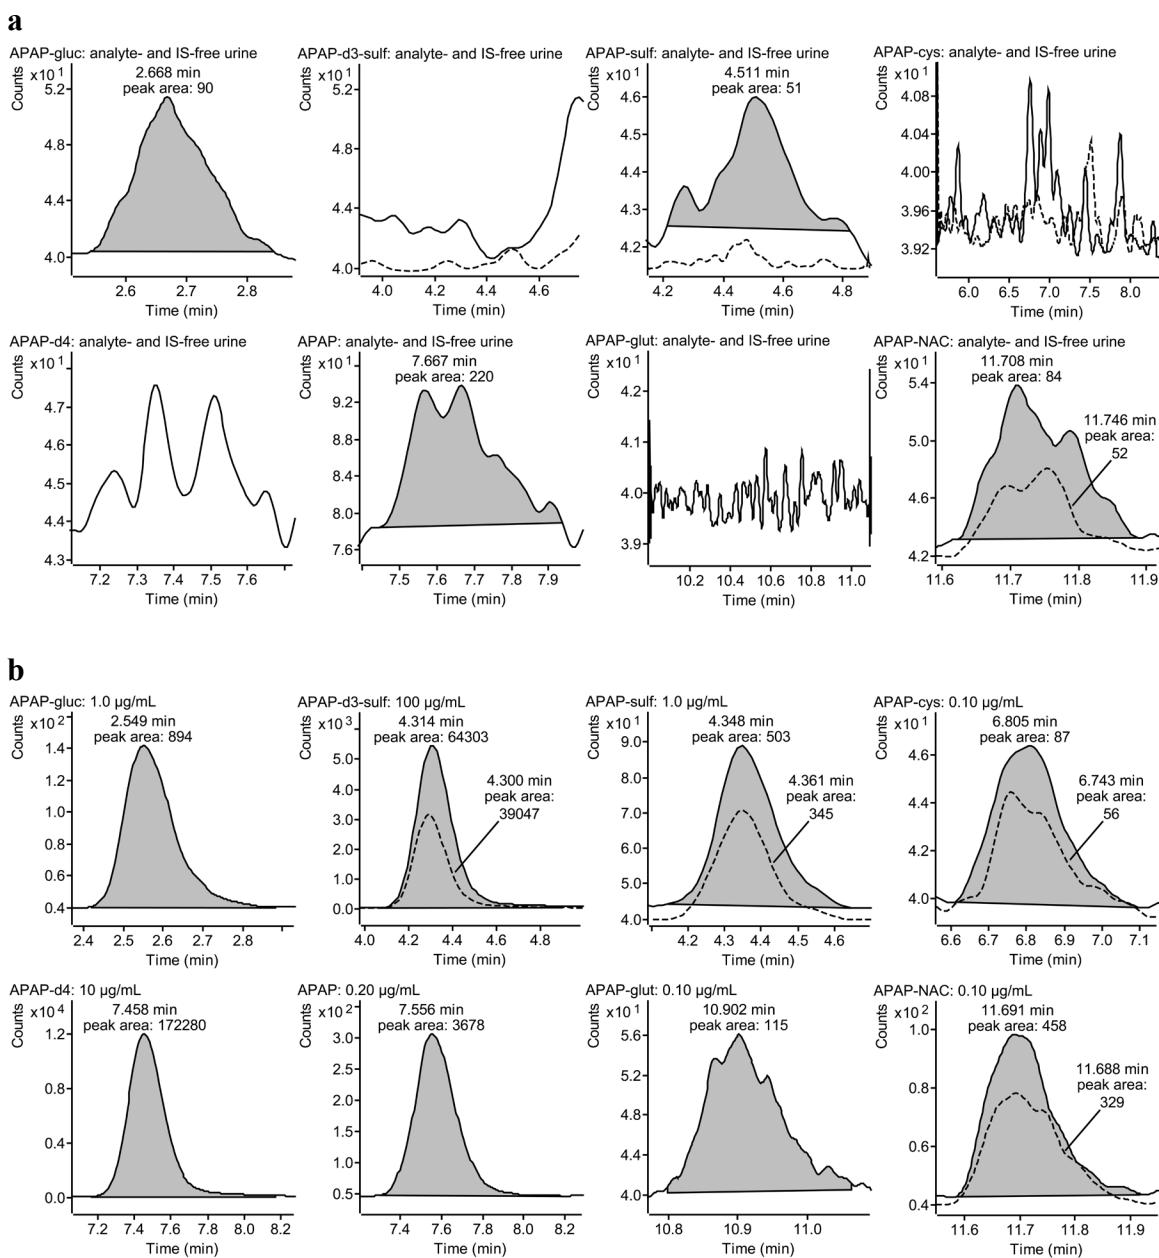 a
APAP-gluc: analyte- and IS-free urine
x10 1
2.668 min
peak area: 90
Counts
5.2
4.8
4.4
4.0
2.6 2.7 2.8
Time (min)
APAP-d3-sulf: analyte- and IS-free urine
x10 1
Counts
5.2
4.8
4.4
4.0
4.0 4.2 4.4 4.6
Time (min)
APAP-sulf: analyte- and IS-free urine
x10 1
4.511 min
peak area: 51
Counts
4.6
4.5
4.4
4.3
4.2
4.2 4.4 4.6 4.8
Time (min)
APAP-cys: analyte- and IS-free urine
x10 1
Counts
4.08
4.04
4.00
3.96
3.92
6.0 6.5 7.0 7.5 8.0
Time (min)
APAP-d4: analyte- and IS-free urine
x10 1
Counts
4.7
4.6
4.5
4.4
4.3
7.2 7.3 7.4 7.5 7.6
Time (min)
APAP: analyte- and IS-free urine
x10 1
7.667 min
peak area: 220
Counts
9.2
8.8
8.4
8.0
7.6
7.5 7.6 7.7 7.8 7.9
Time (min)
APAP-glut: analyte- and IS-free urine
x10 1
Counts
4.2
4.1
4.0
3.9
10.2 10.4 10.6 10.8 11.0
Time (min)
APAP-NAC: analyte- and IS-free urine
x10 1
11.708 min
peak area: 84
Counts
5.4
5.0
4.6
4.2
11.746 min
peak area:
52
11.6 11.7 11.8 11.9
Time (min)
b
APAP-gluc: 1.0 µg/mL
x10 2
2.549 min
peak area: 894
Counts
1.4
1.2
1.0
0.8
0.6
0.4
2.4 2.5 2.6 2.7 2.8
Time (min)
APAP-d3-sulf: 100 µg/mL
x10 3
4.314 min
peak area: 64303
Counts
5.0
4.0
3.0
2.0
1.0
0.0
4.300 min
peak area:
39047
4.0 4.2 4.4 4.6 4.8
Time (min)
APAP-sulf: 1.0 µg/mL
x10 1
4.348 min
peak area: 503
Counts
9.0
8.0
7.0
6.0
5.0
4.0
4.361 min
peak area:
345
4.2 4.3 4.4 4.5 4.6
Time (min)
APAP-cys: 0.10 µg/mL
x10 1
6.805 min
peak area: 87
Counts
4.6
4.4
4.2
4.0
6.743 min
peak area:
56
6.6 6.7 6.8 6.9 7.0 7.1
Time (min)
APAP-d4: 10 µg/mL
x10 4
7.458 min
peak area: 172280
Counts
1.2
0.8
0.4
0.0
7.2 7.4 7.6 7.8 8.0 8.2
Time (min)
APAP: 0.20 µg/mL
x10 2
7.556 min
peak area: 3678
Counts
3.0
2.5
2.0
1.5
1.0
0.5
7.4 7.6 7.8 8.0 8.2
Time (min)
APAP-glut: 0.10 µg/mL
x10 1
10.902 min
peak area: 115
Counts
5.6
5.2
4.8
4.4
4.0
10.8 10.9 11.0
Time (min)
APAP-NAC: 0.10 µg/mL
x10 2
11.691 min
peak area: 458
Counts
1.0
0.8
0.6
0.4
11.688 min
peak area:
329
11.6 11.7 11.8 11.9
Time (min)